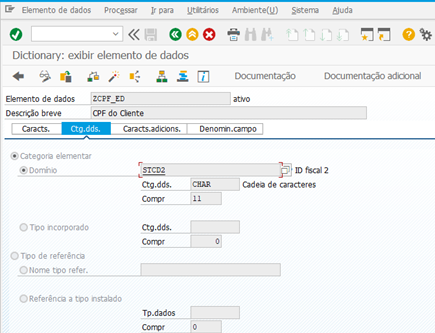 Elemento de dados Processar Ir para Utilitários Ambiente(U) Sistema Ajuda
Dictionary: exibir elemento de dados
Documentação Documentação adicional
Elemento de dados ZCPF_ED ativo
Descrição breve CPF do Cliente
Caracts. Ctg.dds. Caracts.adicions. Denomin.campo
Categoria elementar
Domínio STCD2 ID fiscal 2
Ctg.dds. CHAR Cadeia de caracteres
Compr 11
Tipo incorporado Ctg.dds.
Compr 0
Tipo de referência
Nome tipo refer.
Referência a tipo instalado
Tp.dados
Compr 0